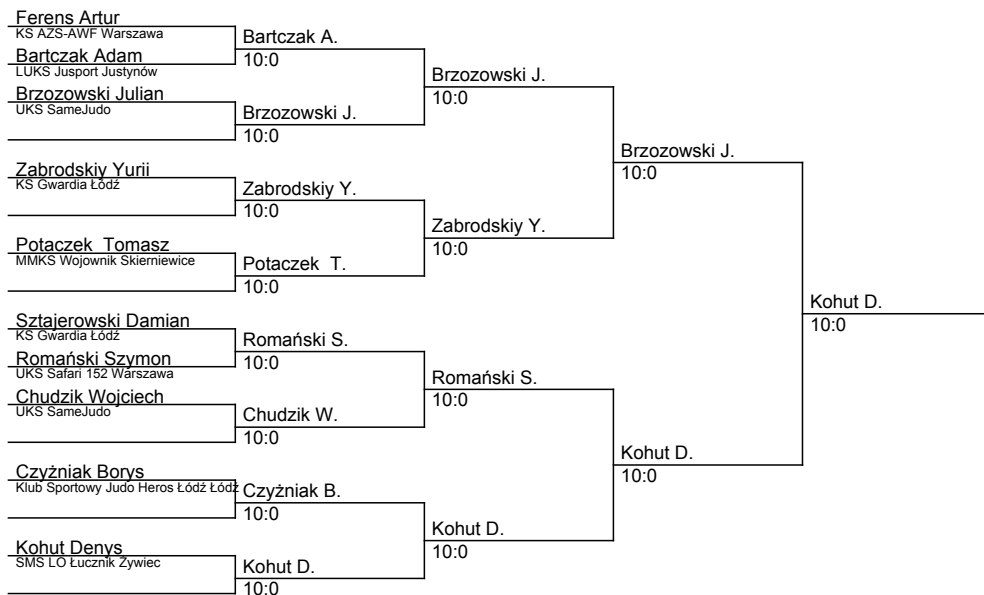 Ferens Artur
KS AZS-AWF Warszawa
Bartczak Adam
LUKS Jusport Justynów
Brzozowski Julian
UKS SameJudo
Zabrodskiy Yurii
KS Gwardia Łódź
Potaczek  Tomasz
MMKS Wojownik Skierniewice
Sztajerowski Damian
KS Gwardia Łódź
Romański Szymon
UKS Safari 152 Warszawa
Chudzik Wojciech
UKS SameJudo
Czyżniak Borys
Klub Sportowy Judo Heros Łódź Łódź
Kohut Denys
SMS LO Łucznik Żywiec
Bartczak A.
10:0
Brzozowski J.
10:0
Zabrodskiy Y.
10:0
Potaczek  T.
10:0
Romański S.
10:0
Chudzik W.
10:0
Czyżniak B.
10:0
Kohut D.
10:0
Brzozowski J.
10:0
Zabrodskiy Y.
10:0
Romański S.
10:0
Kohut D.
10:0
Brzozowski J.
10:0
Kohut D.
10:0
Kohut D.
10:0